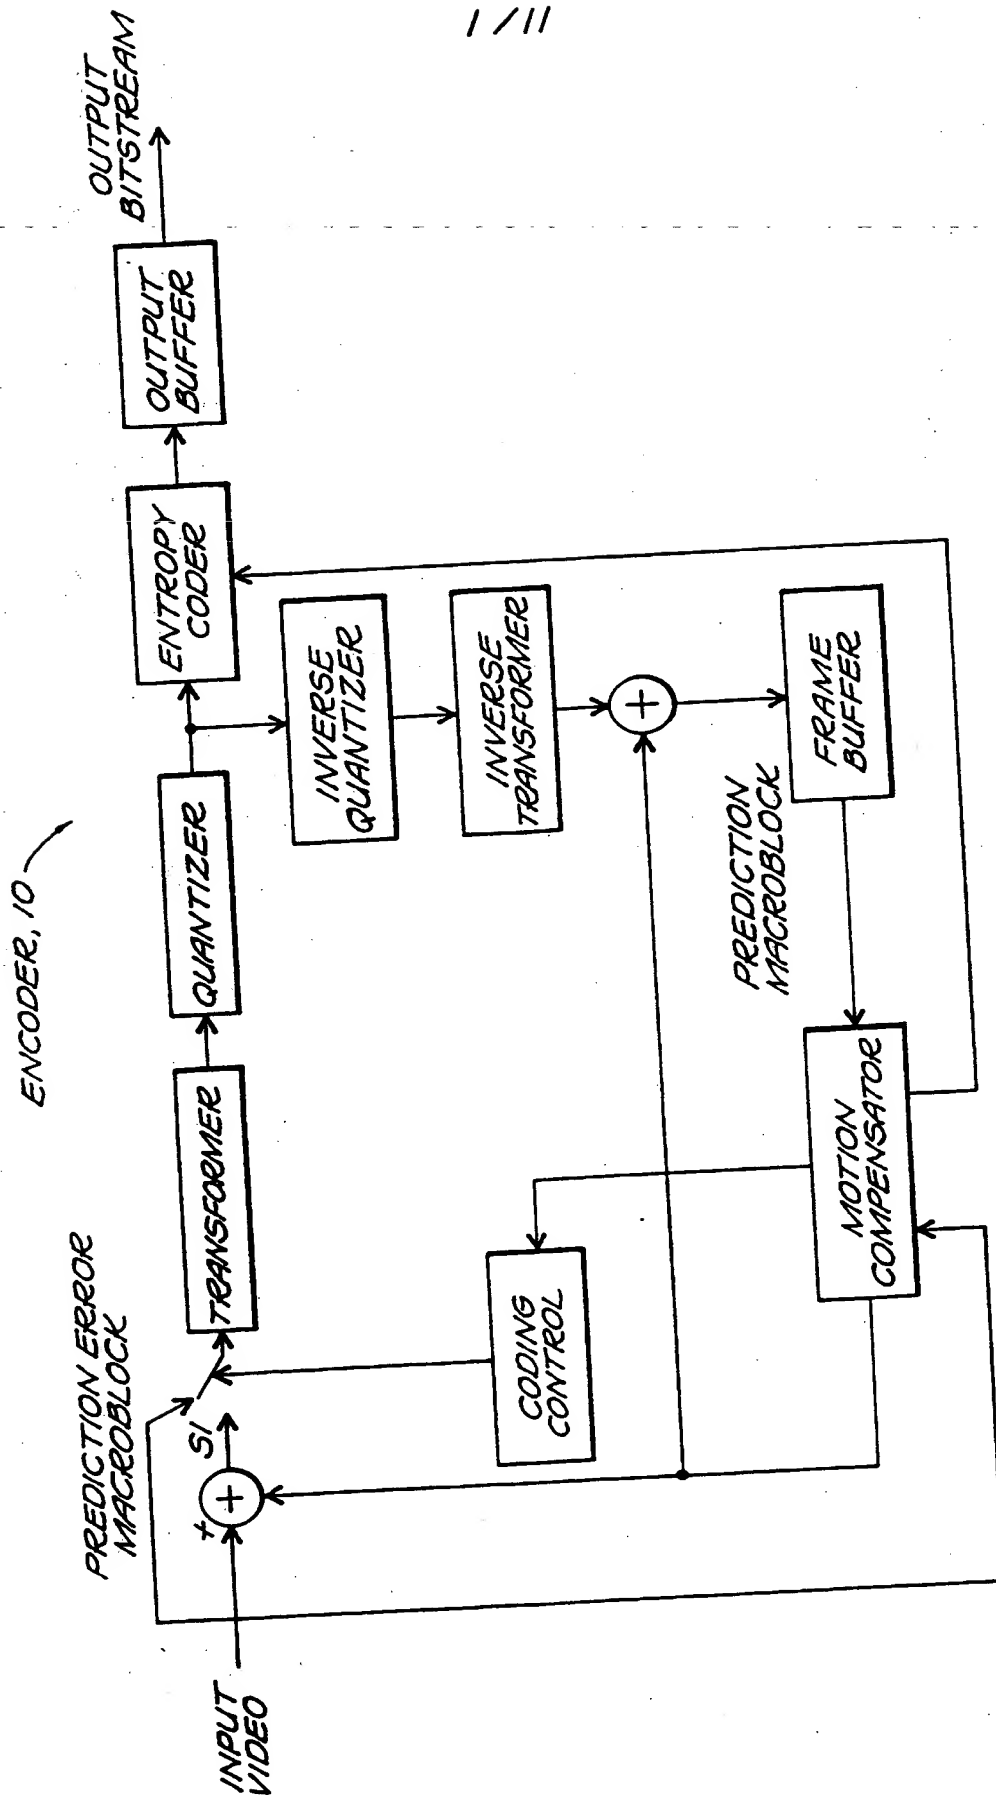 1/11
ENCODER, 10
PREDICTION ERROR
MACROBLOCK
INPUT
VIDEO
+
+
S1
TRANSFORMER
QUANTIZER
ENTROPY
CODER
OUTPUT
BUFFER
OUTPUT
BITSTREAM
INVERSE
QUANTIZER
INVERSE
TRANSFORMER
CODING
CONTROL
+
PREDICTION
MACROBLOCK
FRAME
BUFFER
MOTION
COMPENSATOR